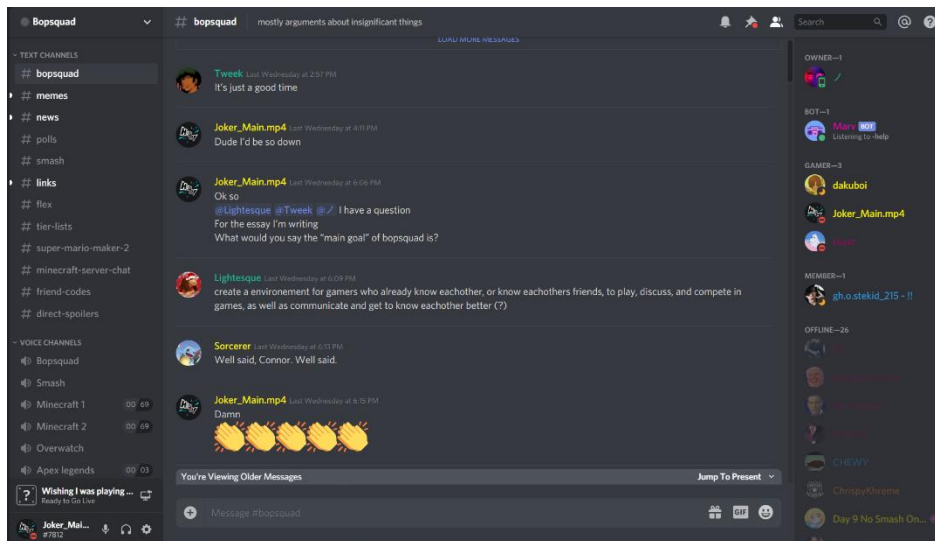 Bopsquad
# bopsquad mostly arguments about insignificant things
Search
TEXT CHANNELS
# bopsquad
# memes
# news
# polls
# smash
# links
# flex
# tier-lists
# super-mario-maker-2
# minecraft-server-chat
# friend-codes
# direct-spoilers
VOICE CHANNELS
Bopsquad
Smash
Minecraft 1 00 69
Minecraft 2 00 69
Overwatch
Apex legends 00 03
Wishing I was playing ...
Ready to Go Live
Joker_Mai...
#7812
LOAD MORE MESSAGES
Tweek Last Wednesday at 2:57 PM
It's just a good time
Joker_Main.mp4 Last Wednesday at 4:11 PM
Dude I'd be so down
Joker_Main.mp4 Last Wednesday at 6:06 PM
Ok so
@Lightesque @Tweek @ノ I have a question
For the essay I'm writing
What would you say the "main goal" of bopsquad is?
Lightesque Last Wednesday at 6:09 PM
create a environement for gamers who already know eachother, or know eachothers friends, to play, discuss, and compete in
games, as well as communicate and get to know eachother better (?)
Sorcerer Last Wednesday at 6:13 PM
Well said, Connor. Well said.
Joker_Main.mp4 Last Wednesday at 6:15 PM
Damn
👏👏👏👏👏
You're Viewing Older Messages Jump To Present
Message #bopsquad
GIF
OWNER—1
ノ
BOT—1
Marv BOT
Listening to -help
GAMER—3
dakuboi
Joker_Main.mp4
MEMBER—1
gh.o.stekid_215 - !!
OFFLINE—26
CHEWY
ChrispyKhrome
Day 9 No Smash On...